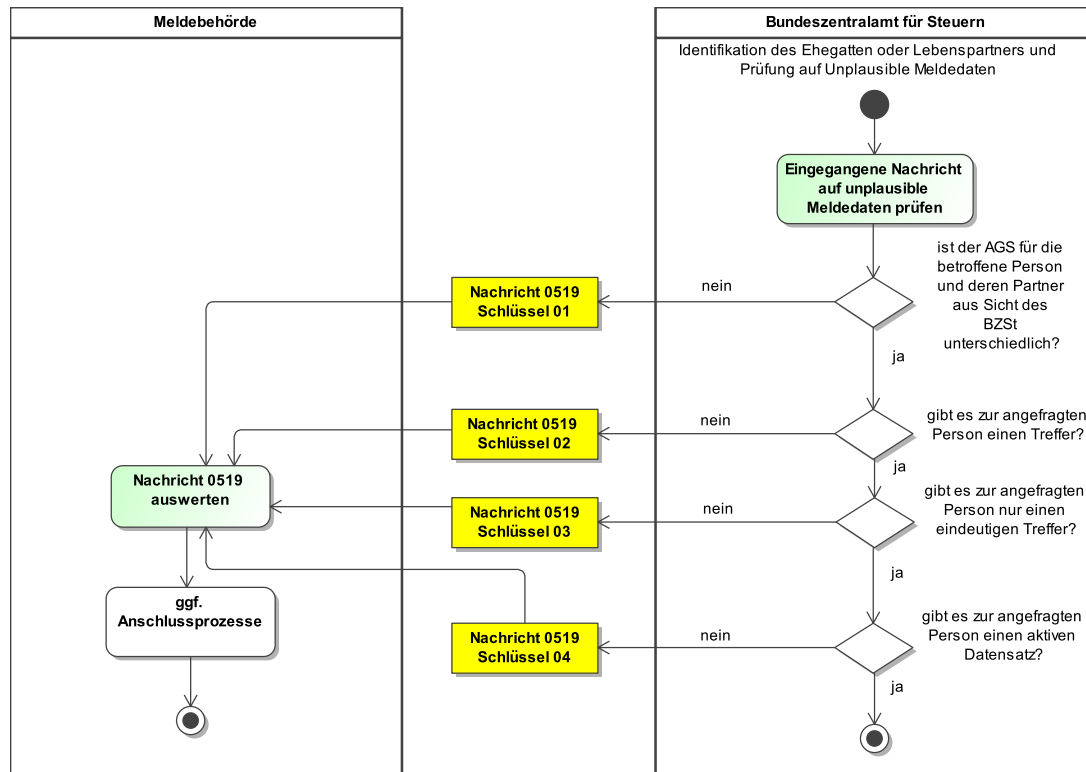 Meldebehörde
Bundeszentralamt für Steuern
Identifikation des Ehegatten oder Lebenspartners und
Prüfung auf Unplausible Meldedaten
Eingegangene Nachricht
auf unplausible
Meldedaten prüfen
ist der AGS für die
betroffene Person
und deren Partner
aus Sicht des
BZSt
unterschiedlich?
nein
Nachricht 0519
Schlüssel 01
ja
gibt es zur angefragten
Person einen Treffer?
nein
Nachricht 0519
Schlüssel 02
ja
Nachricht 0519
auswerten
gibt es zur angefragten
Person nur einen
eindeutigen Treffer?
nein
Nachricht 0519
Schlüssel 03
ja
ggf.
Anschlussprozesse
gibt es zur angefragten
Person einen aktiven
Datensatz?
nein
Nachricht 0519
Schlüssel 04
ja